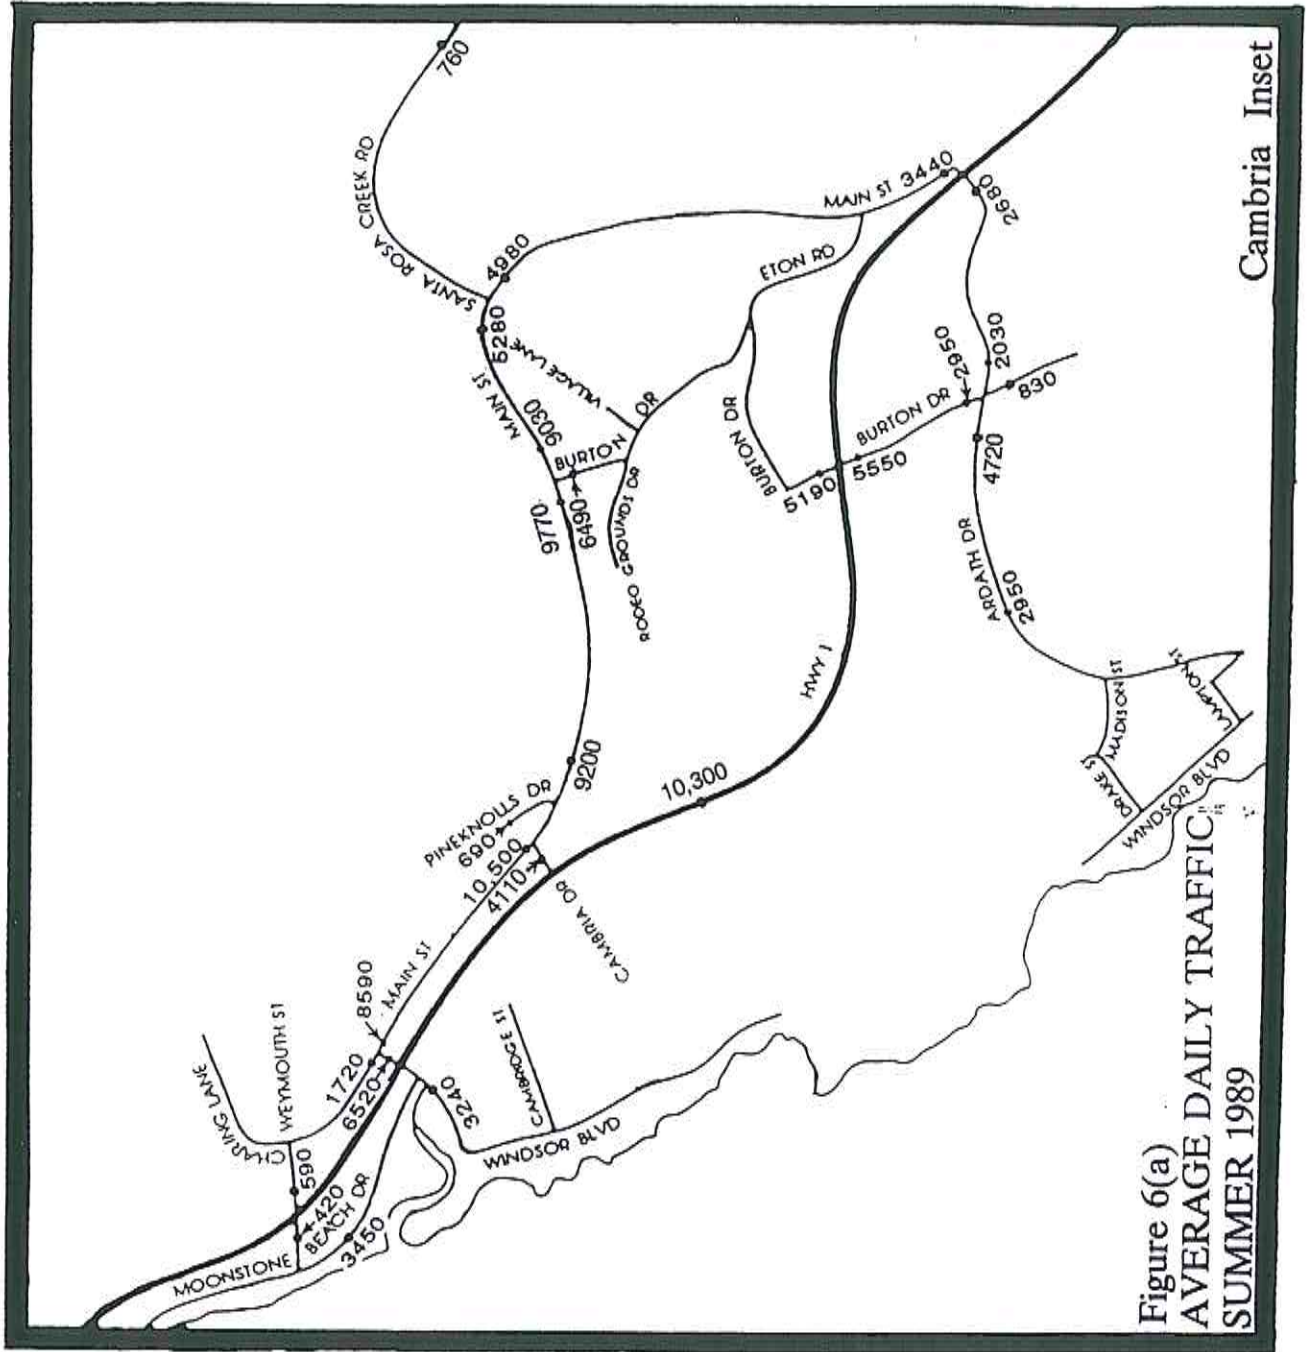 760
SANTA ROSA CREEK RD
4980
5280
MAIN ST
VILLAGE LANE
9030
BURTON DR
9770
6490
RODEO GROUNDS DR
MAIN ST 3440
ETON RD
2680
BURTON DR
5190
5550
BURTON DR
2950
2030
830
4720
ARDATH DR
2950
HWY 1
10,300
9200
PINEKNOLLS DR
690
10,500
4110
CAMBRIA DR
MAIN ST
8590
1720
6520
CHARING LANE
WEYMOUTH ST
590
420
MOONSTONE BEACH DR
3450
3240
CAMBRIDGE ST
WINDSOR BLVD
MADISON ST
DRAKE ST
LAMPTON ST
WINDSOR BLVD
Figure 6(a)
AVERAGE DAILY TRAFFIC
SUMMER 1989
Cambria Inset